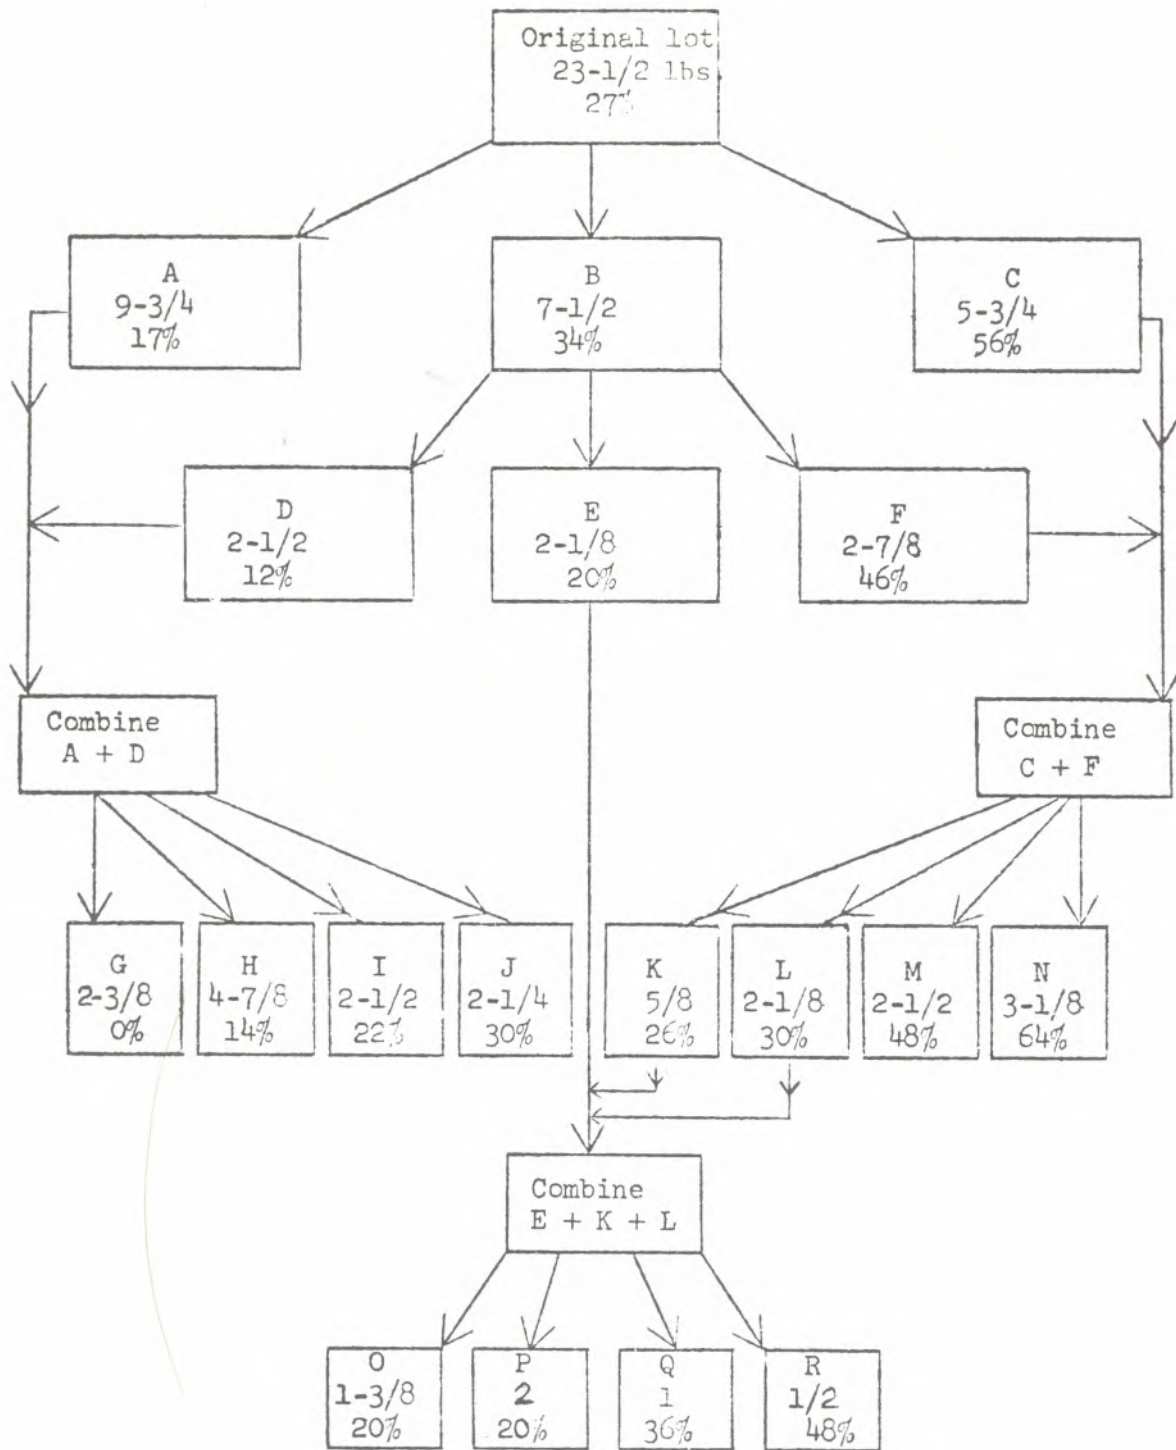 Original lot
23-1/2 lbs
27%
A
9-3/4
17%
B
7-1/2
34%
C
5-3/4
56%
D
2-1/2
12%
E
2-1/8
20%
F
2-7/8
46%
Combine
A + D
Combine
C + F
G
2-3/8
0%
H
4-7/8
14%
I
2-1/2
22%
J
2-1/4
30%
K
5/8
26%
L
2-1/8
30%
M
2-1/2
48%
N
3-1/8
64%
Combine
E + K + L
O
1-3/8
20%
P
2
20%
Q
1
36%
R
1/2
48%